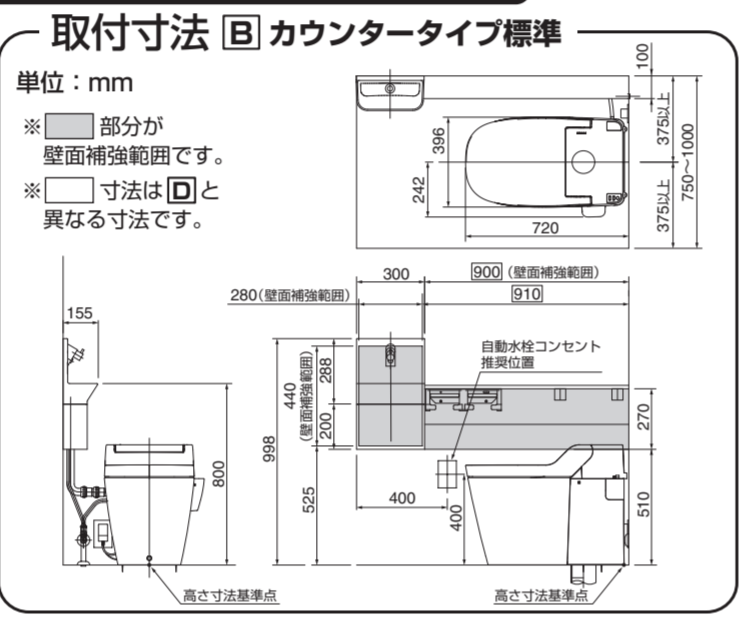 取付寸法 B カウンタータイプ標準
単位：mm
※ 部分が
壁面補強範囲です。
※ 寸法は D と
異なる寸法です。
100
375以上
750〜1000
375以上
396
242
720
300
900 （壁面補強範囲）
280（壁面補強範囲）
910
155
自動水栓コンセント
推奨位置
440
（壁面補強範囲）
288
200
998
525
270
510
800
400
400
高さ寸法基準点
高さ寸法基準点